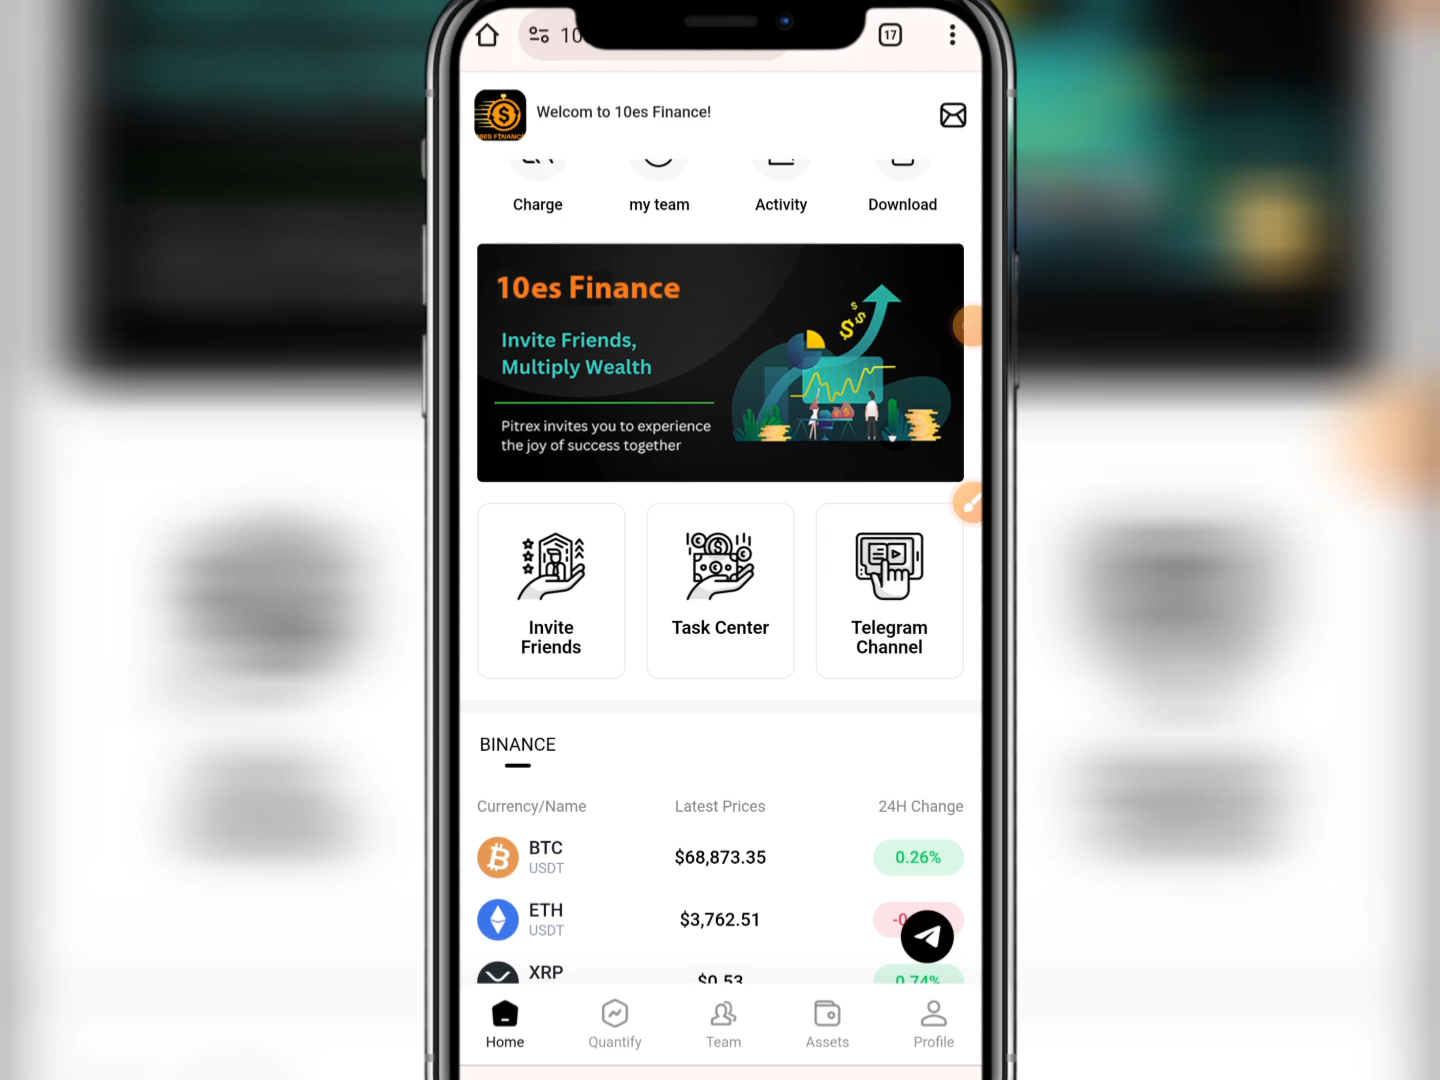 10
17
Welcom to 10es Finance!
Charge
my team
Activity
Download
10es Finance
Invite Friends,
Multiply Wealth
Pitrex invites you to experience
the joy of success together
Invite
Friends
Task Center
Telegram
Channel
BINANCE
Currency/Name Latest Prices 24H Change
BTC
USDT
$68,873.35
0.26%
ETH
USDT
$3,762.51
-0
XRP
$0.53
0.74%
Home
Quantify
Team
Assets
Profile